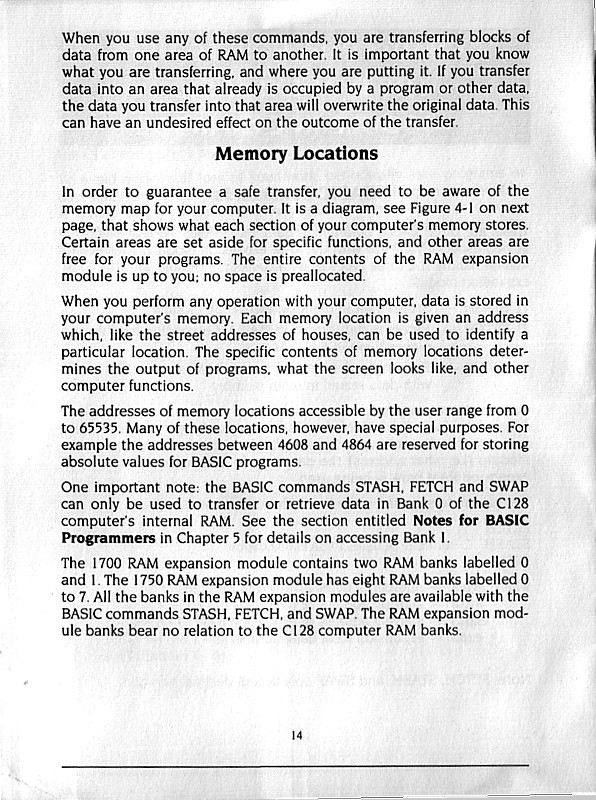 When you use any of these commands, you are transferring blocks of
data from one area of RAM to another. It is important that you know
what you are transferring, and where you are putting it. If you transfer
data into an area that already is occupied by a program or other data,
the data you transfer into that area will overwrite the original data. This
can have an undesired effect on the outcome of the transfer.
Memory Locations
In order to guarantee a safe transfer, you need to be aware of the
memory map for your computer. It is a diagram, see Figure 4-1 on next
page, that shows what each section of your computer's memory stores.
Certain areas are set aside for specific functions, and other areas are
free for your programs. The entire contents of the RAM expansion
module is up to you; no space is preallocated.
When you perform any operation with your computer, data is stored in
your computer's memory. Each memory location is given an address
which, like the street addresses of houses, can be used to identify a
particular location. The specific contents of memory locations deter-
mines the output of programs, what the screen looks like, and other
computer functions.
The addresses of memory locations accessible by the user range from 0
to 65535. Many of these locations, however, have special purposes. For
example the addresses between 4608 and 4864 are reserved for storing
absolute values for BASIC programs.
One important note: the BASIC commands STASH, FETCH and SWAP
can only be used to transfer or retrieve data in Bank 0 of the C128
computer's internal RAM. See the section entitled Notes for BASIC
Programmers in Chapter 5 for details on accessing Bank 1.
The 1700 RAM expansion module contains two RAM banks labelled 0
and 1. The 1750 RAM expansion module has eight RAM banks labelled 0
to 7. All the banks in the RAM expansion modules are available with the
BASIC commands STASH, FETCH, and SWAP. The RAM expansion mod-
ule banks bear no relation to the C128 computer RAM banks.
14